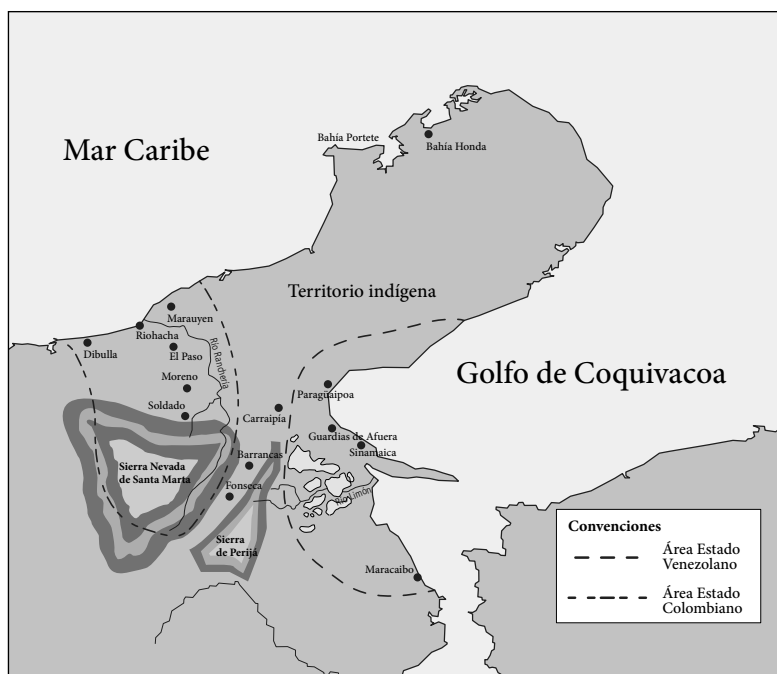 Mar Caribe
Bahía Portete
Bahía Honda
Territorio indígena
Marauyen
Riohacha
Dibulla
El Paso
Río Ranchería
Golfo de Coquivacoa
Moreno
Paragüaipoa
Soldado
Carraipía
Guardias de Afuera
Sinamaica
Barrancas
Sierra Nevada
de Santa Marta
Fonseca
Río Limón
Sierra
de Perijá
Maracaibo
Convenciones
Área Estado
Venezolano
Área Estado
Colombiano